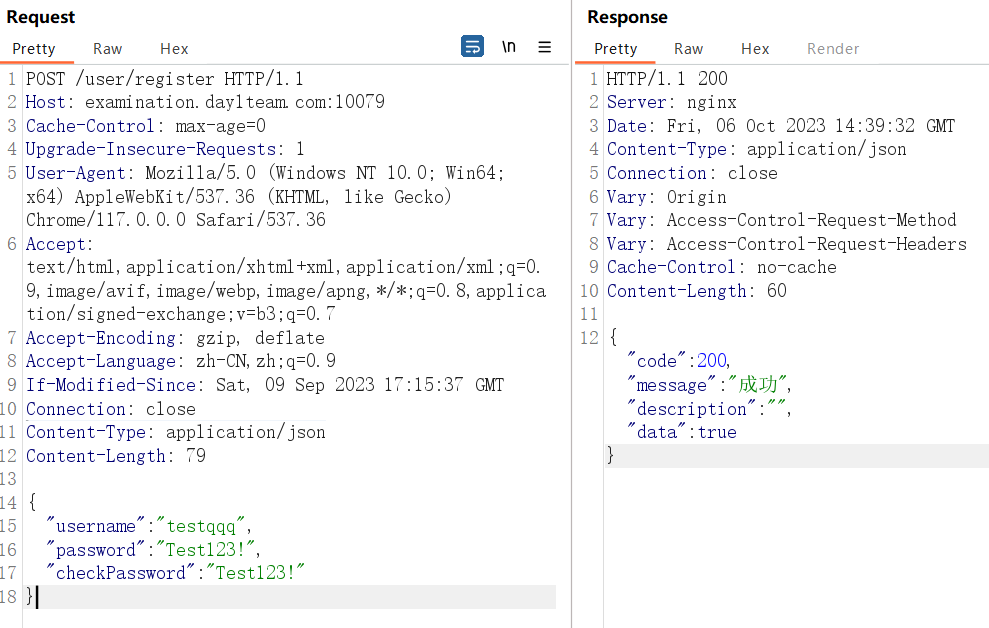 Request
Pretty Raw Hex \n
1 POST /user/register HTTP/1.1
2 Host: examination.day1team.com:10079
3 Cache-Control: max-age=0
4 Upgrade-Insecure-Requests: 1
5 User-Agent: Mozilla/5.0 (Windows NT 10.0; Win64;
x64) AppleWebKit/537.36 (KHTML, like Gecko)
Chrome/117.0.0.0 Safari/537.36
6 Accept:
text/html,application/xhtml+xml,application/xml;q=0.
9,image/avif,image/webp,image/apng,*/*;q=0.8,applica
tion/signed-exchange;v=b3;q=0.7
7 Accept-Encoding: gzip, deflate
8 Accept-Language: zh-CN,zh;q=0.9
9 If-Modified-Since: Sat, 09 Sep 2023 17:15:37 GMT
10 Connection: close
11 Content-Type: application/json
12 Content-Length: 79
13
14 {
15 "username":"testqqq",
16 "password":"Test123!",
17 "checkPassword":"Test123!"
18 }
Response
Pretty Raw Hex Render
1 HTTP/1.1 200
2 Server: nginx
3 Date: Fri, 06 Oct 2023 14:39:32 GMT
4 Content-Type: application/json
5 Connection: close
6 Vary: Origin
7 Vary: Access-Control-Request-Method
8 Vary: Access-Control-Request-Headers
9 Cache-Control: no-cache
10 Content-Length: 60
11
12 {
"code":200,
"message":"成功",
"description":"",
"data":true
}